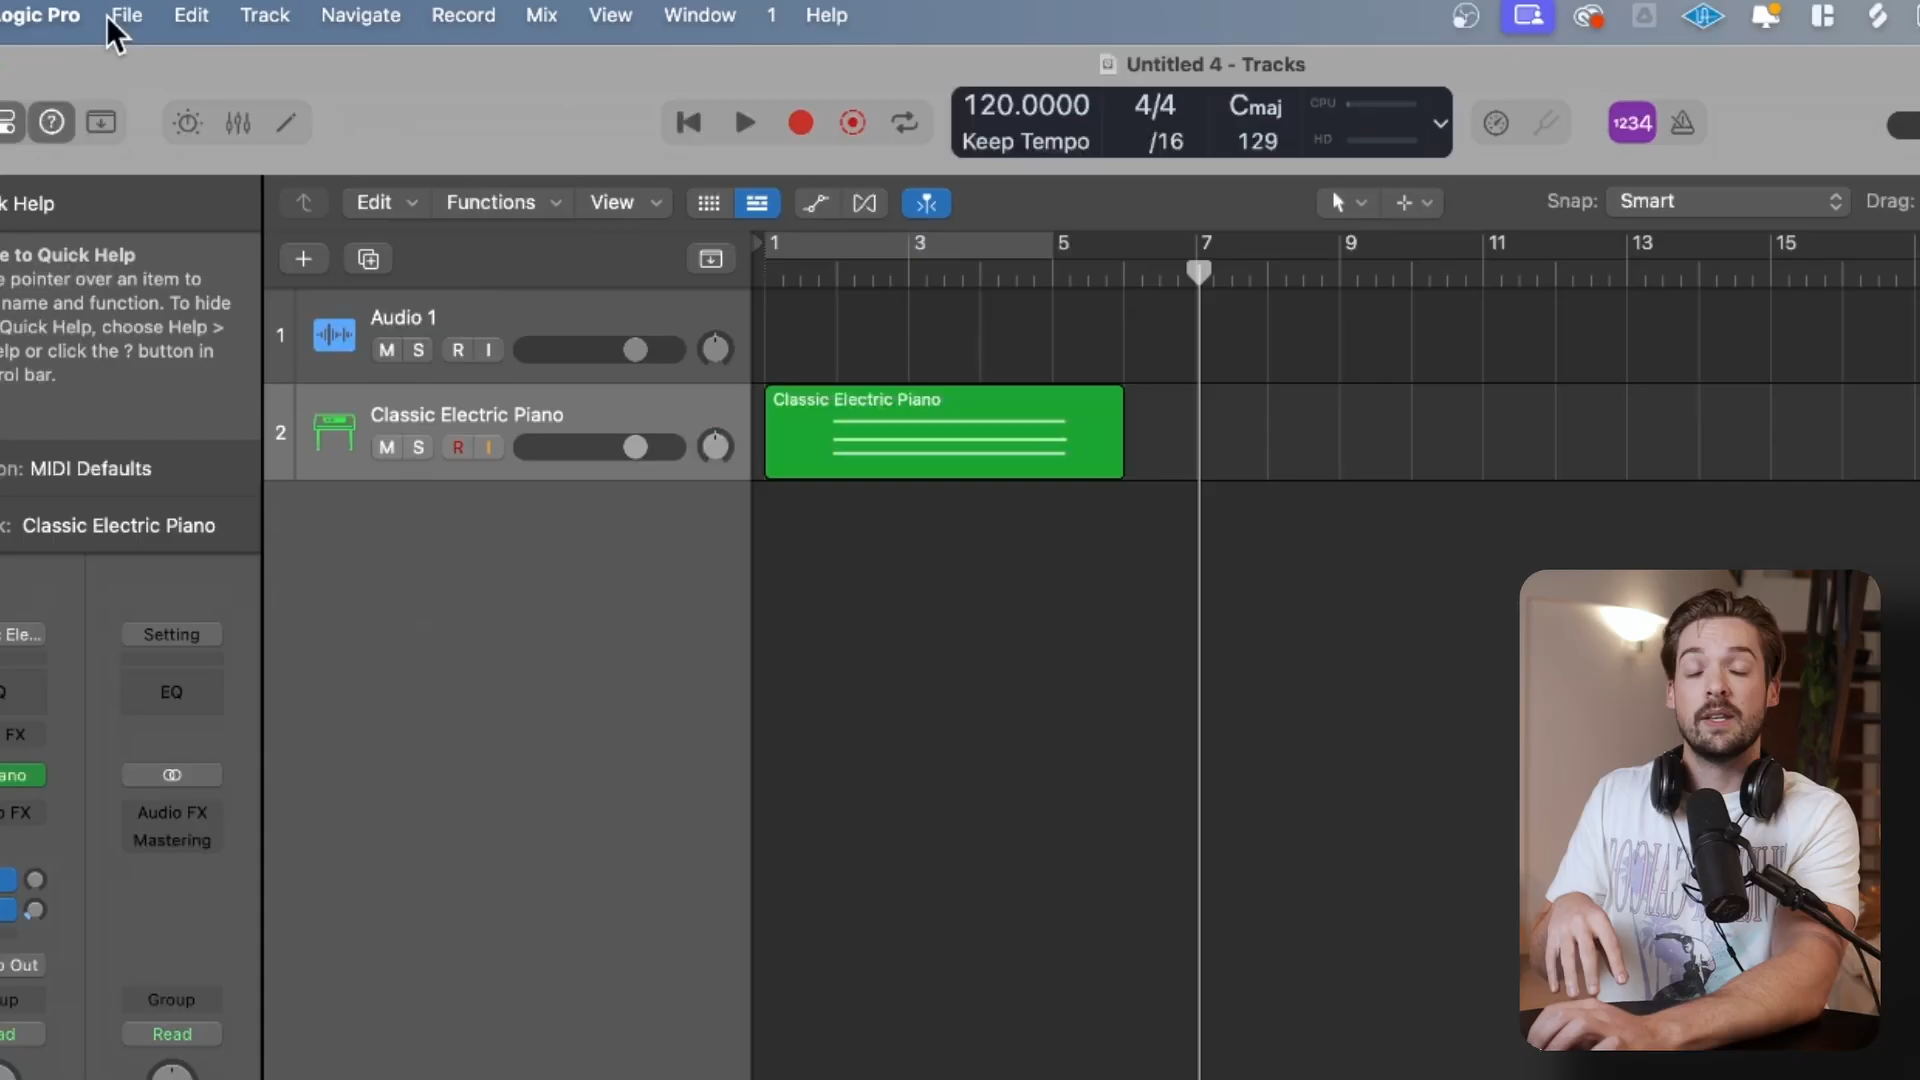 Logic Pro File Edit Track Navigate Record Mix View Window 1 Help
Untitled 4 - Tracks
120.0000 4/4 Cmaj CPU
Keep Tempo /16 129 HD
1234
k Help
Edit Functions View
Snap: Smart Drag:
e to Quick Help
e pointer over an item to
name and function. To hide
Quick Help, choose Help >
elp or click the ? button in
rol bar.
1 3 5 7 9 11 13 15
1 Audio 1
M S R I
2 Classic Electric Piano
M S R I
Classic Electric Piano
on: MIDI Defaults
k: Classic Electric Piano
Ele... Setting
Q EQ
FX
ano
o FX Audio FX
Mastering
o Out
up Group
ad Read